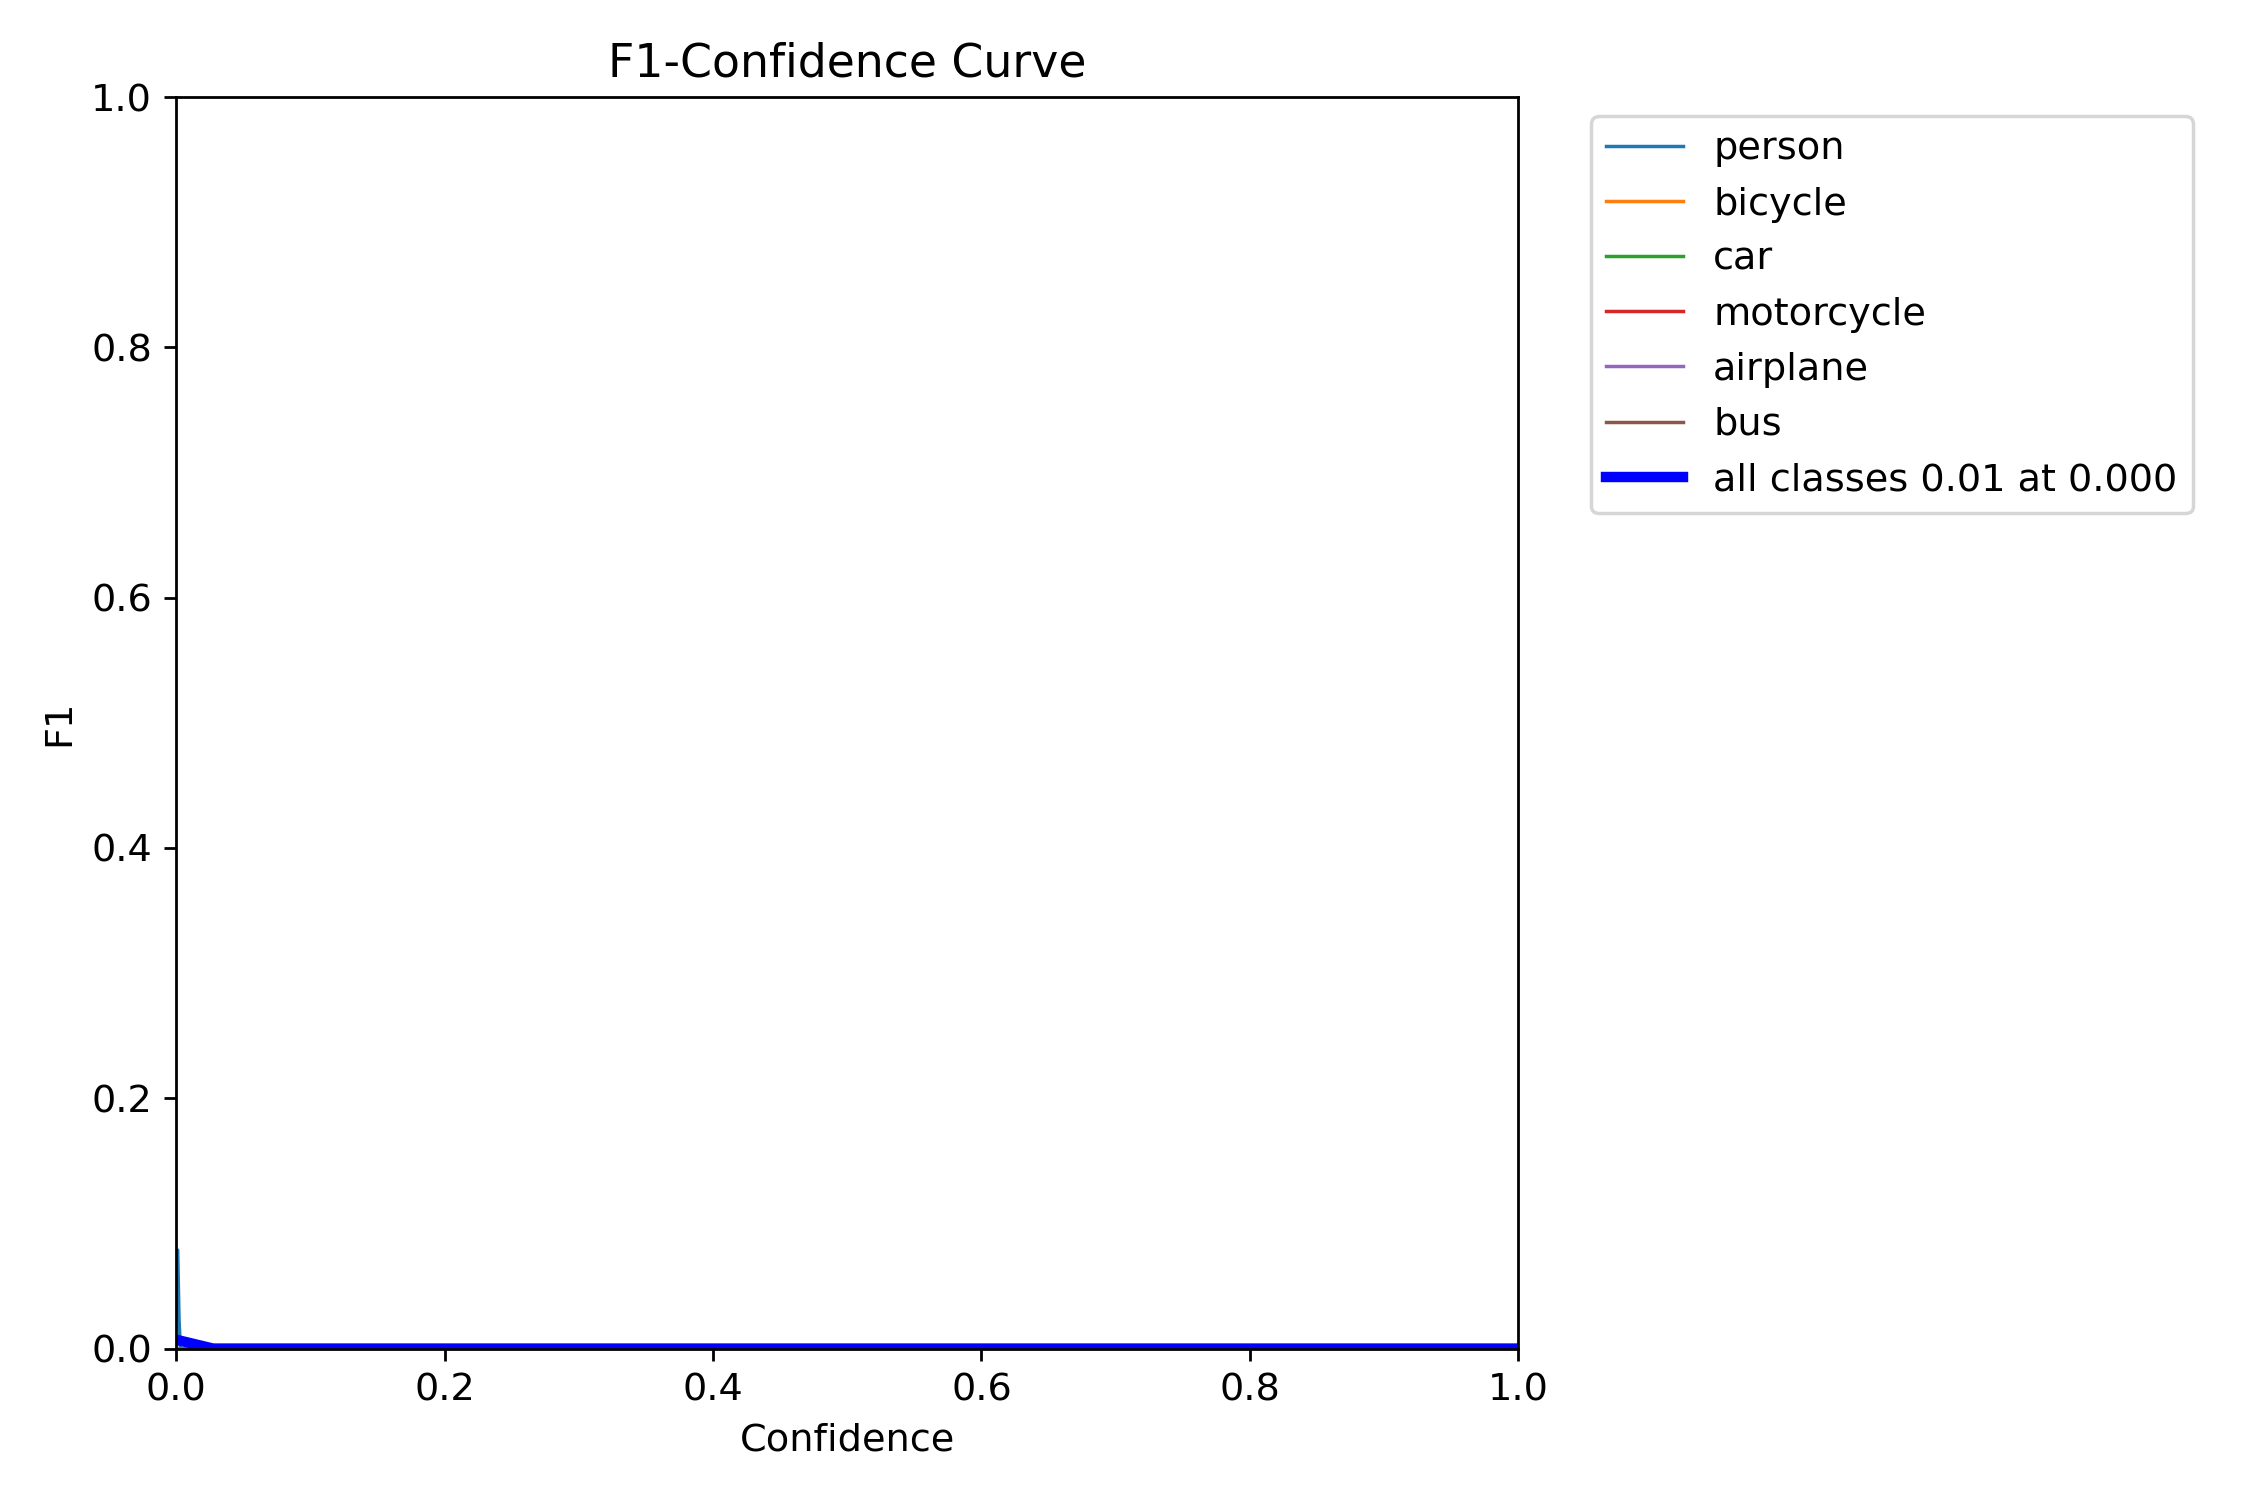 F1-Confidence Curve
1.0
0.8
0.6
0.4
0.2
0.0
F1
0.0 0.2 0.4 0.6 0.8 1.0
Confidence
person
bicycle
car
motorcycle
airplane
bus
all classes 0.01 at 0.000